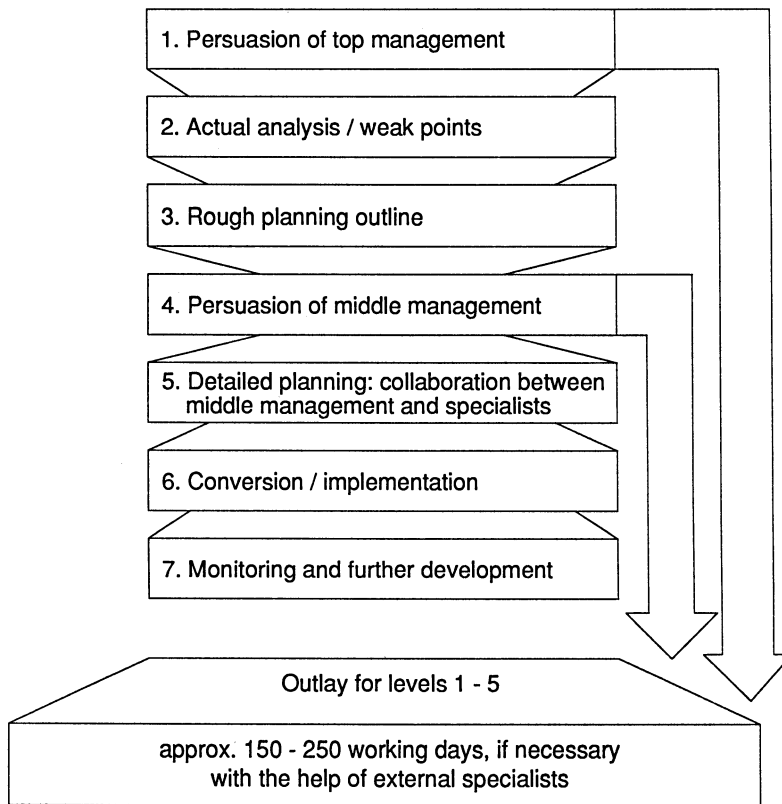 1. Persuasion of top management
2. Actual analysis / weak points
3. Rough planning outline
4. Persuasion of middle management
5. Detailed planning: collaboration between
middle management and specialists
6. Conversion / implementation
7. Monitoring and further development
Outlay for levels 1 - 5
approx. 150 - 250 working days, if necessary
with the help of external specialists